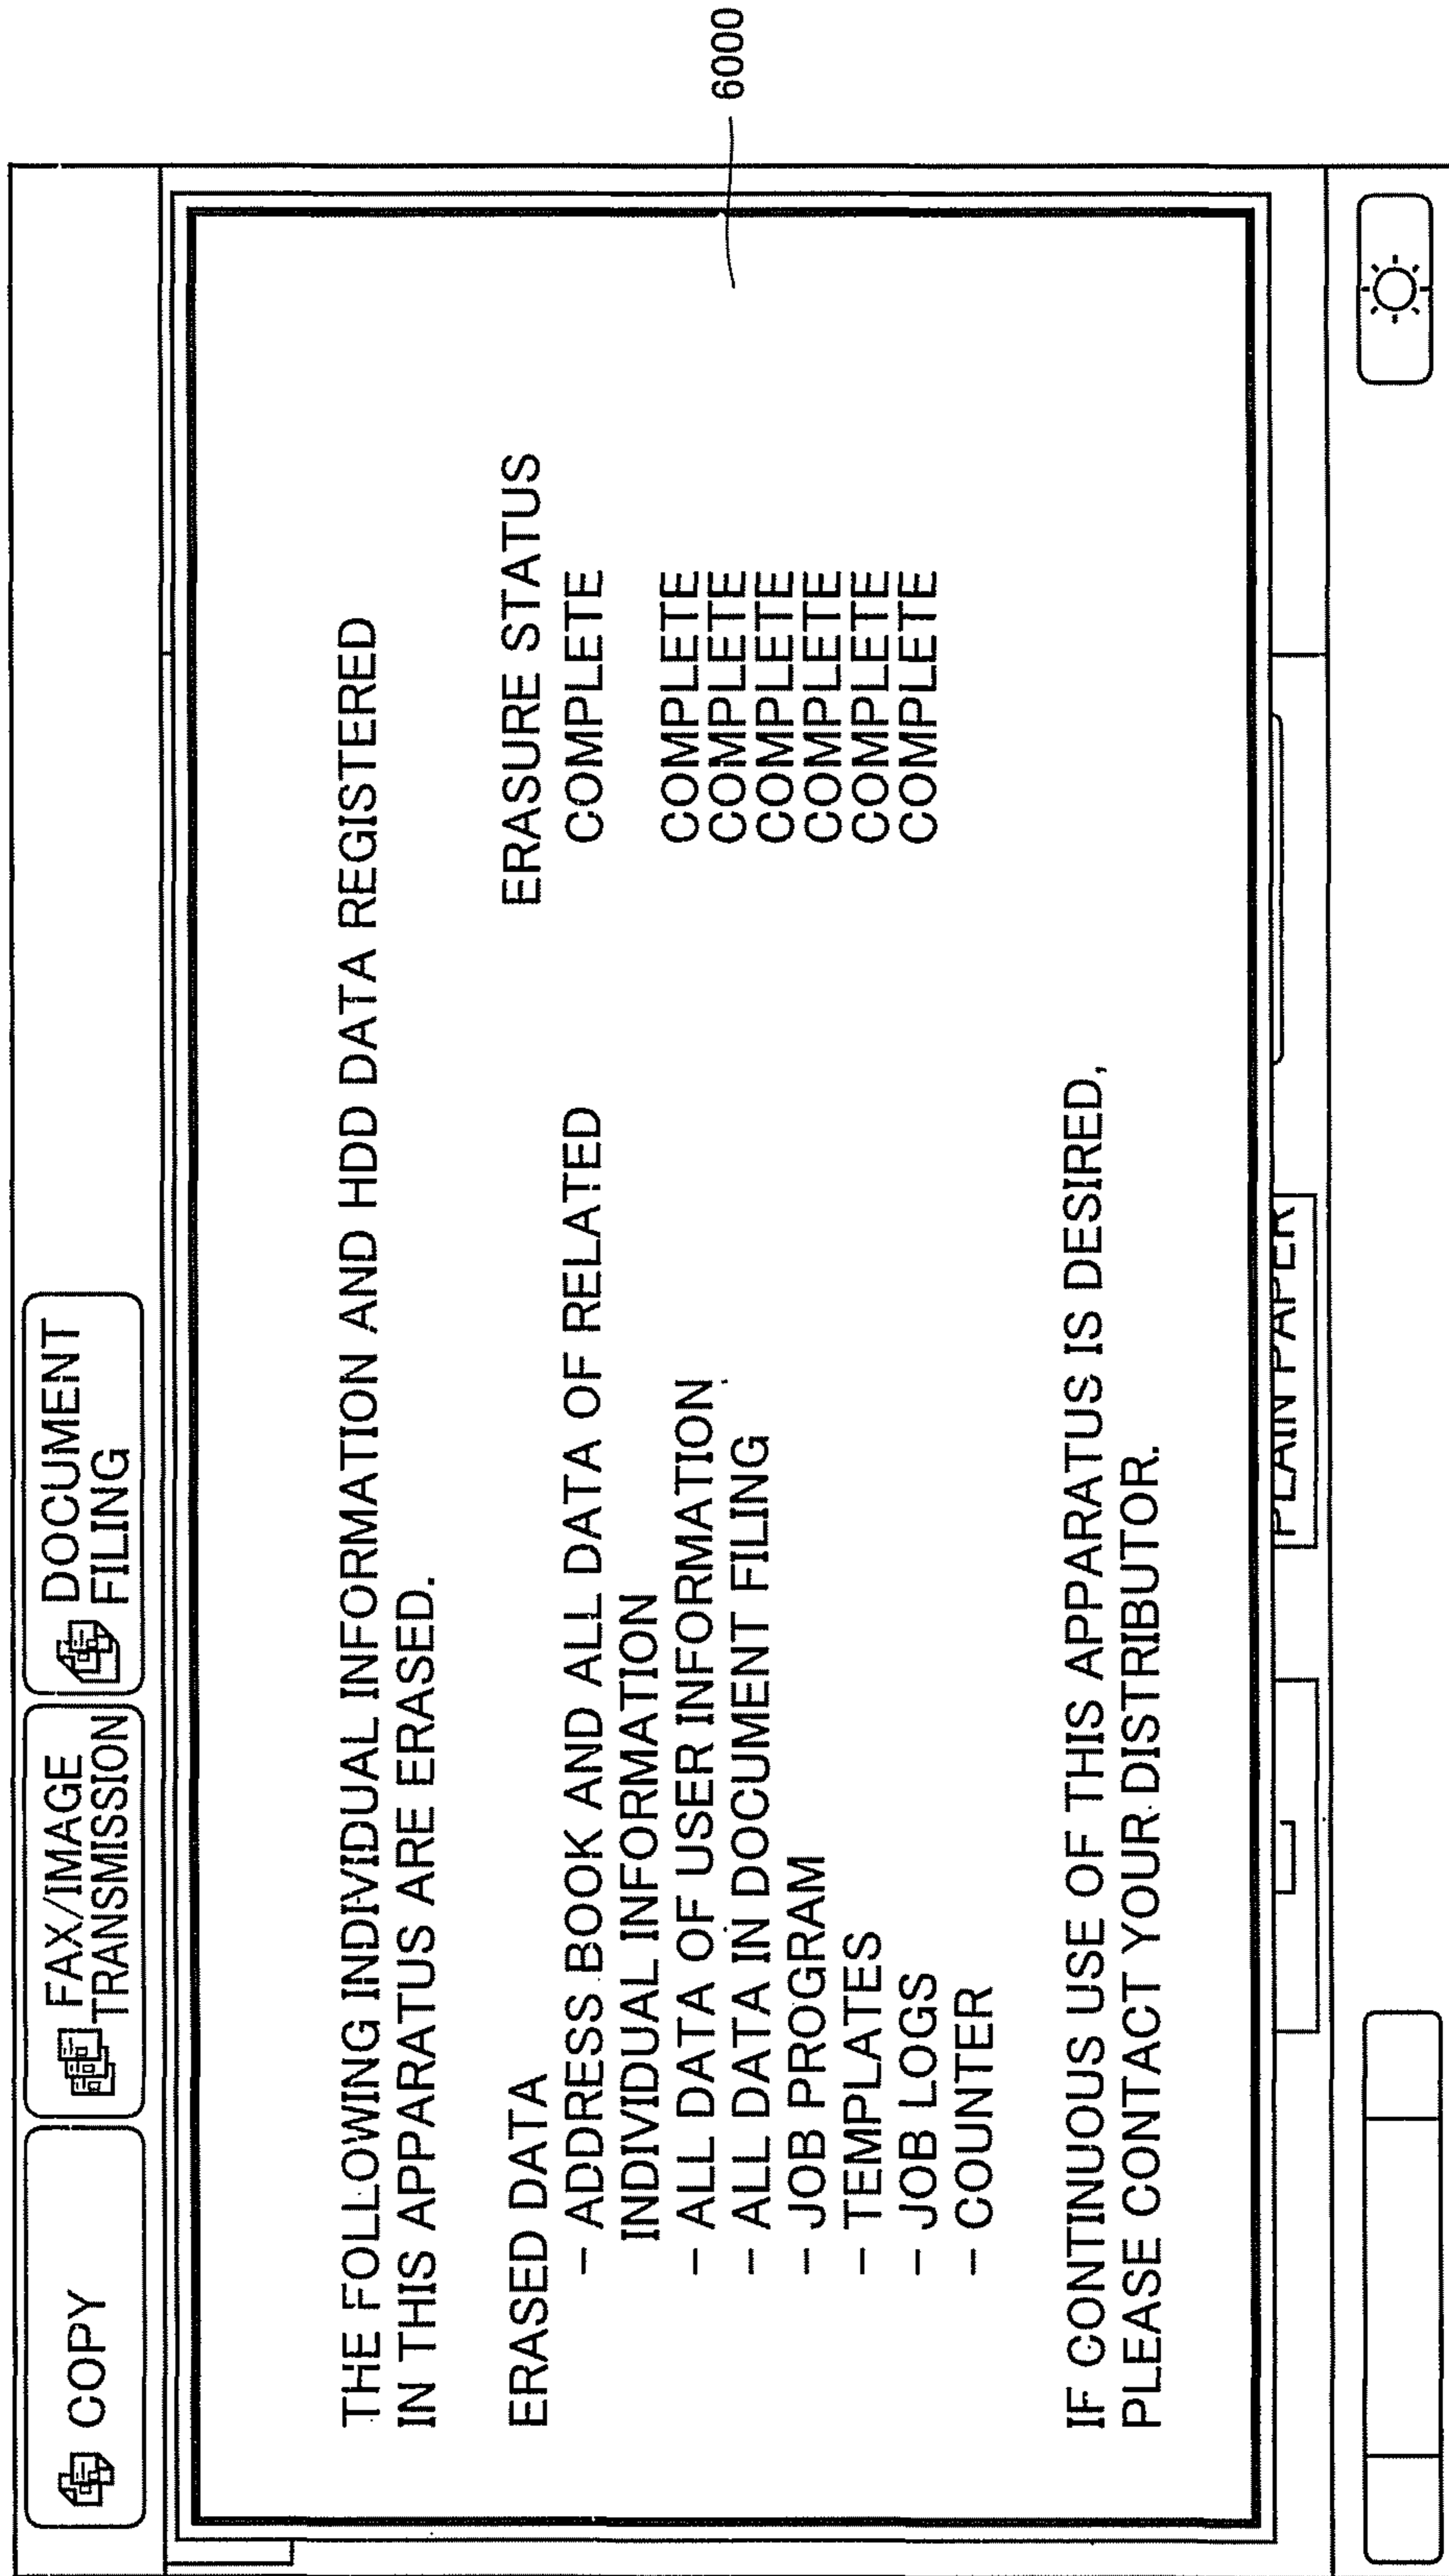 COPY
FAX/IMAGE
TRANSMISSION
DOCUMENT
FILING
THE FOLLOWING INDIVIDUAL INFORMATION AND HDD DATA REGISTERED
IN THIS APPARATUS ARE ERASED.
ERASED DATA ERASURE STATUS
- ADDRESS BOOK AND ALL DATA OF RELATED COMPLETE
INDIVIDUAL INFORMATION
- ALL DATA OF USER INFORMATION COMPLETE
- ALL DATA IN DOCUMENT FILING COMPLETE
- JOB PROGRAM COMPLETE
- TEMPLATES COMPLETE
- JOB LOGS COMPLETE
- COUNTER COMPLETE
IF CONTINUOUS USE OF THIS APPARATUS IS DESIRED,
PLEASE CONTACT YOUR DISTRIBUTOR.
PLAIN PAPER
6000